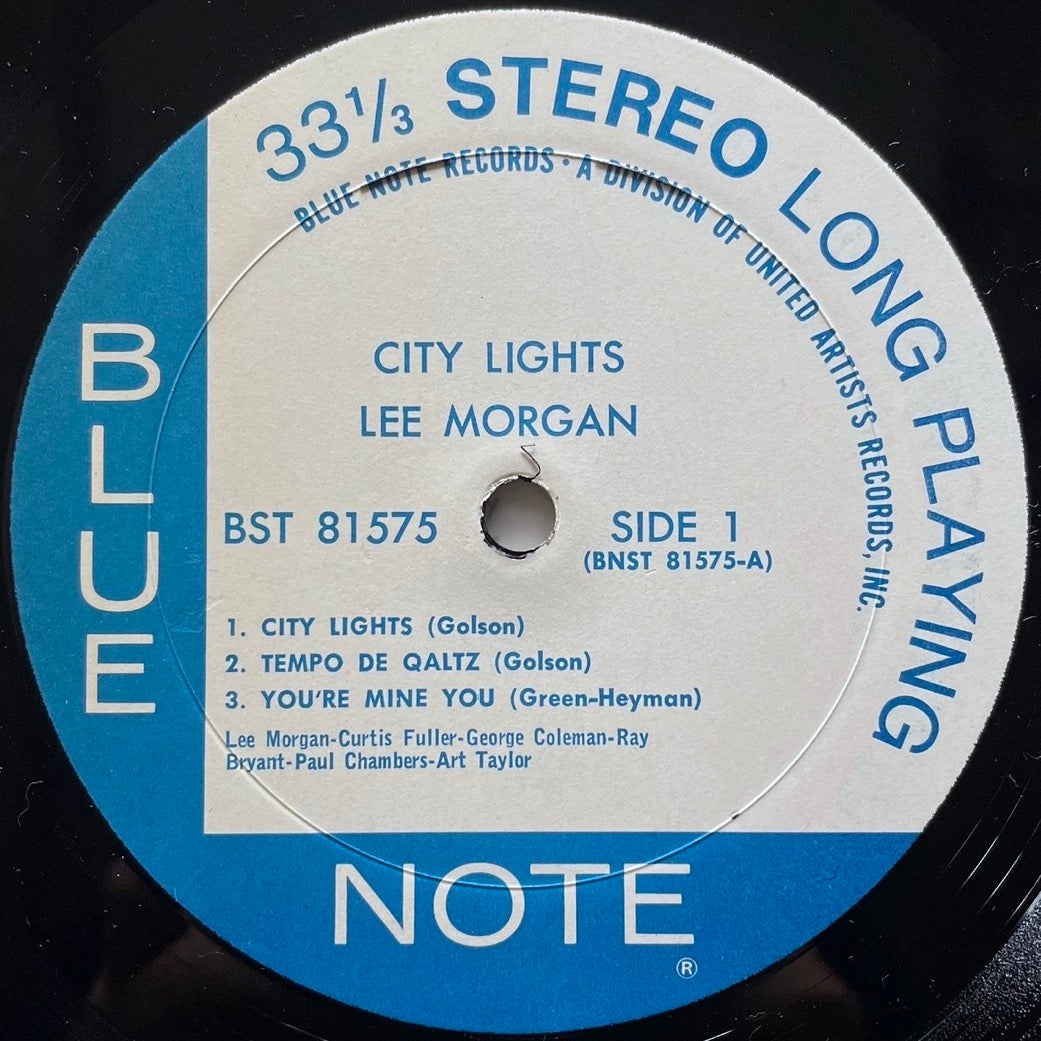 33⅓ STEREO LONG PLAYING
BLUE NOTE RECORDS · A DIVISION OF UNITED ARTISTS RECORDS, INC.
CITY LIGHTS
LEE MORGAN
BST 81575
SIDE 1
(BNST 81575-A)
1. CITY LIGHTS (Golson)
2. TEMPO DE QALTZ (Golson)
3. YOU'RE MINE YOU (Green-Heyman)
Lee Morgan-Curtis Fuller-George Coleman-Ray
Bryant-Paul Chambers-Art Taylor
BLUE
NOTE
®